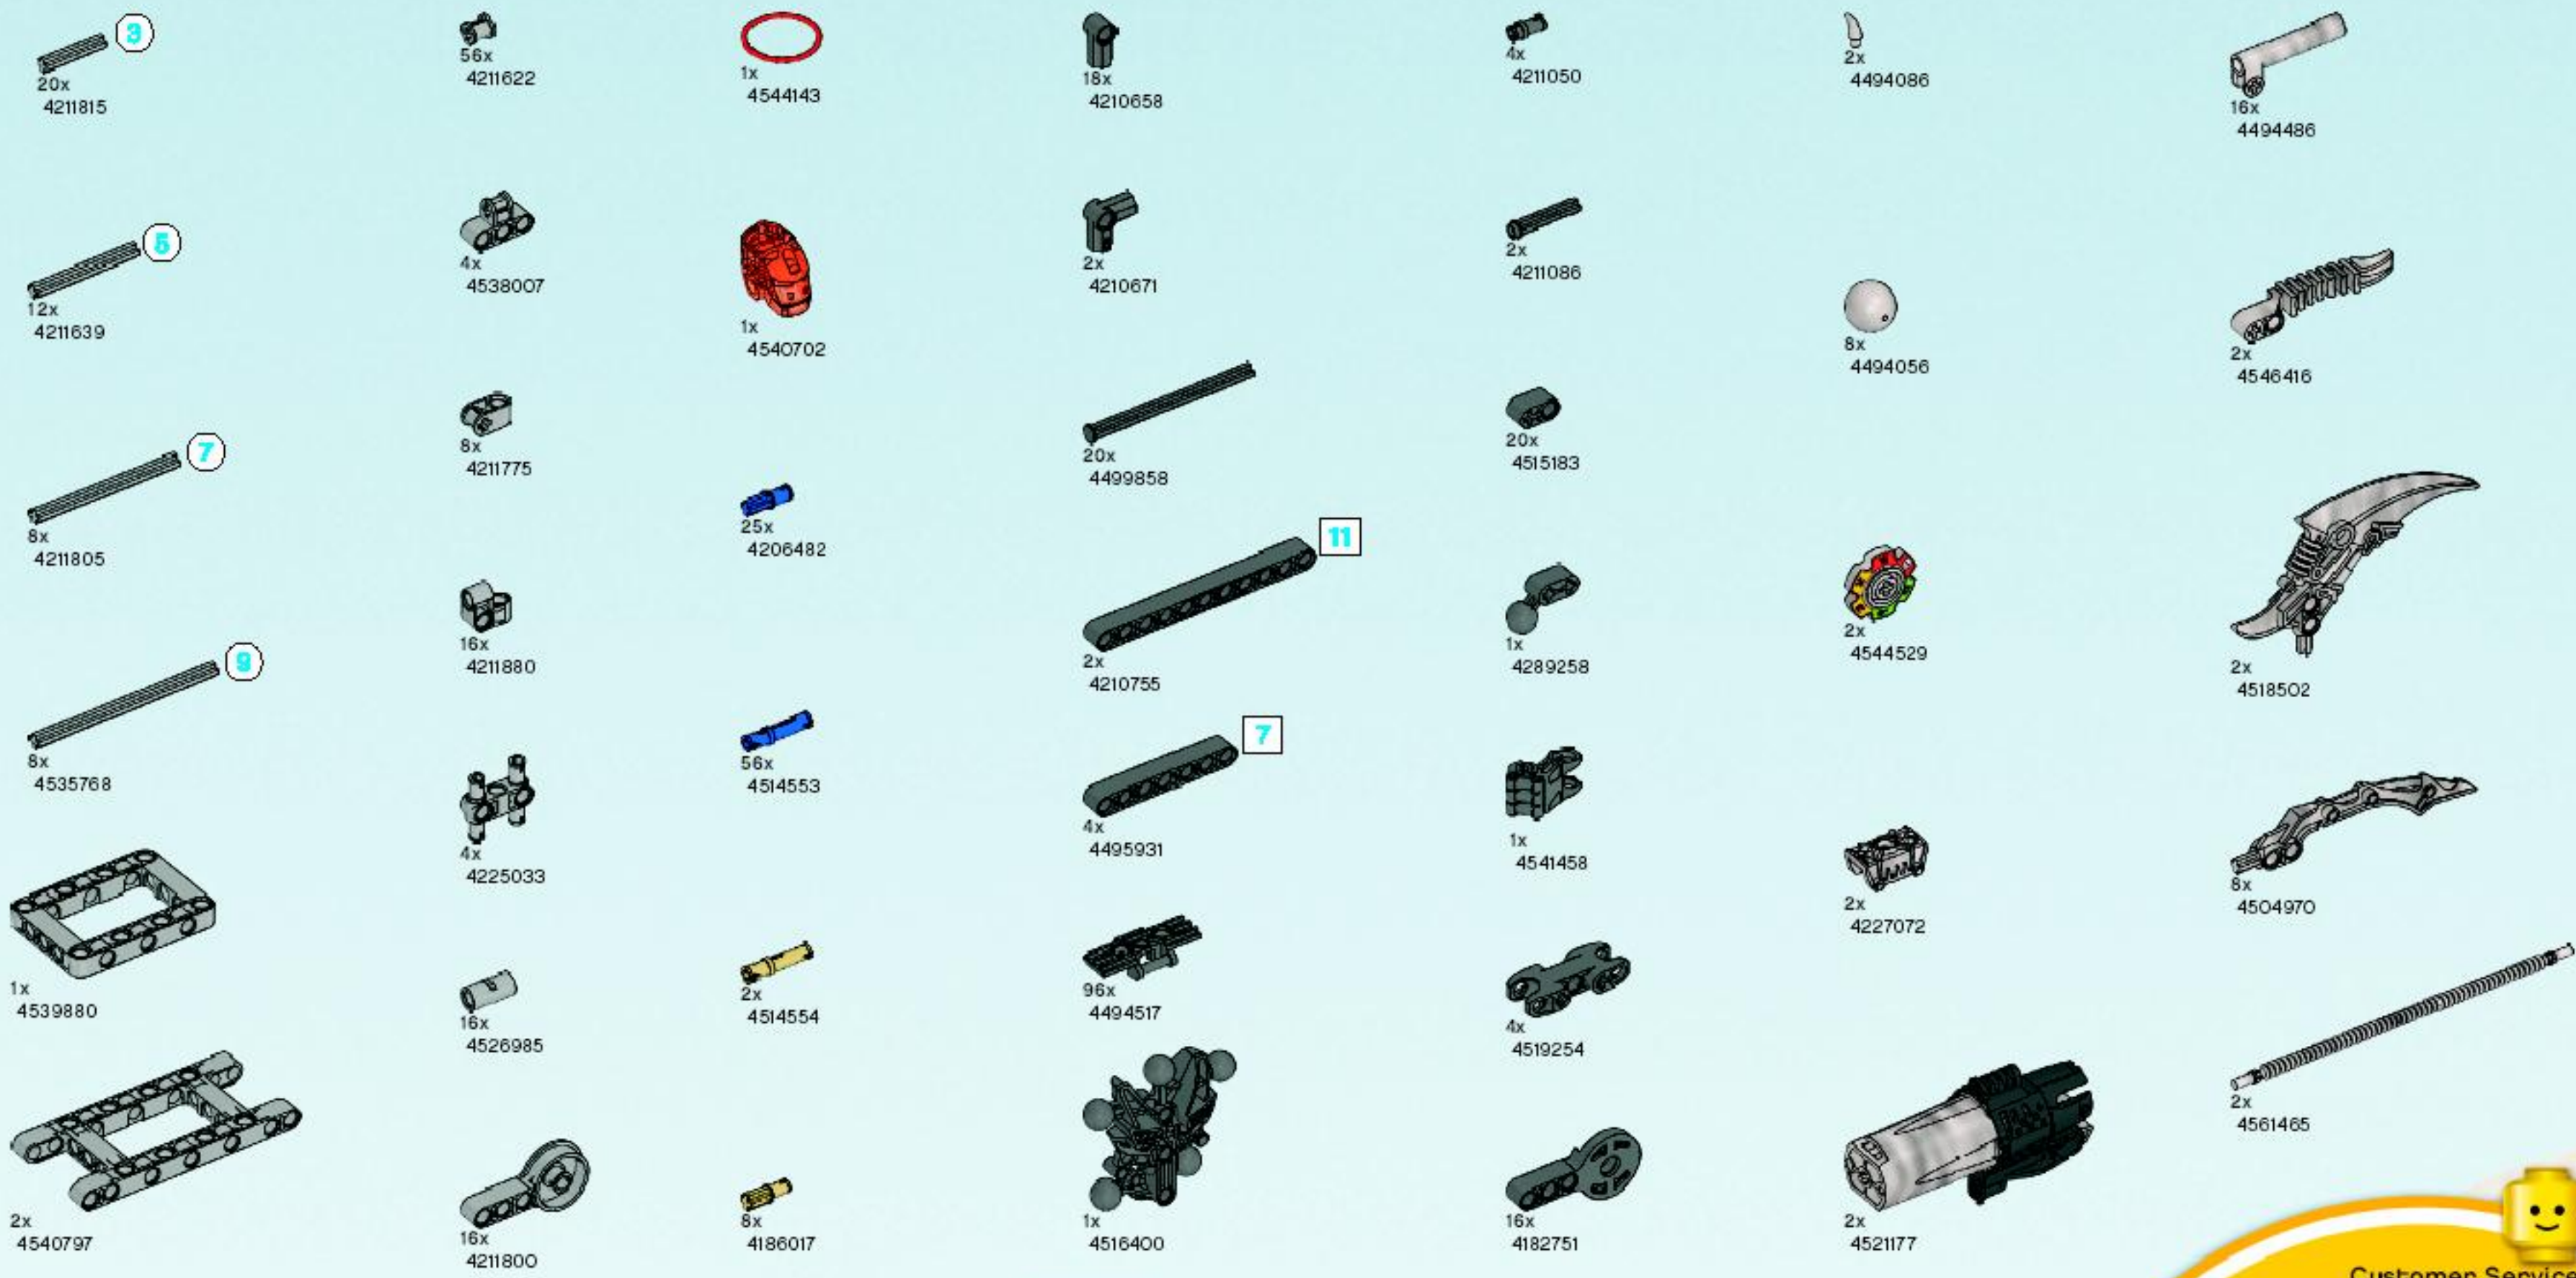 3
20x
4211815
5
12x
4211639
7
8x
4211805
9
8x
4535768
1x
4539880
2x
4540797
56x
4211622
4x
4538007
8x
4211775
16x
4211880
4x
4225033
16x
4526985
16x
4211800
1x
4544143
1x
4540702
25x
4206482
56x
4514553
2x
4514554
8x
4186017
18x
4210658
2x
4210671
20x
4499858
11
2x
4210755
7
4x
4495931
96x
4494517
1x
4516400
4x
4211050
2x
4211086
20x
4515183
1x
4289258
1x
4541458
4x
4519254
16x
4182751
2x
4494086
8x
4494056
2x
4544529
2x
4227072
2x
4521177
16x
4494486
2x
4546416
2x
4518502
8x
4504970
2x
4561465
Customer Service